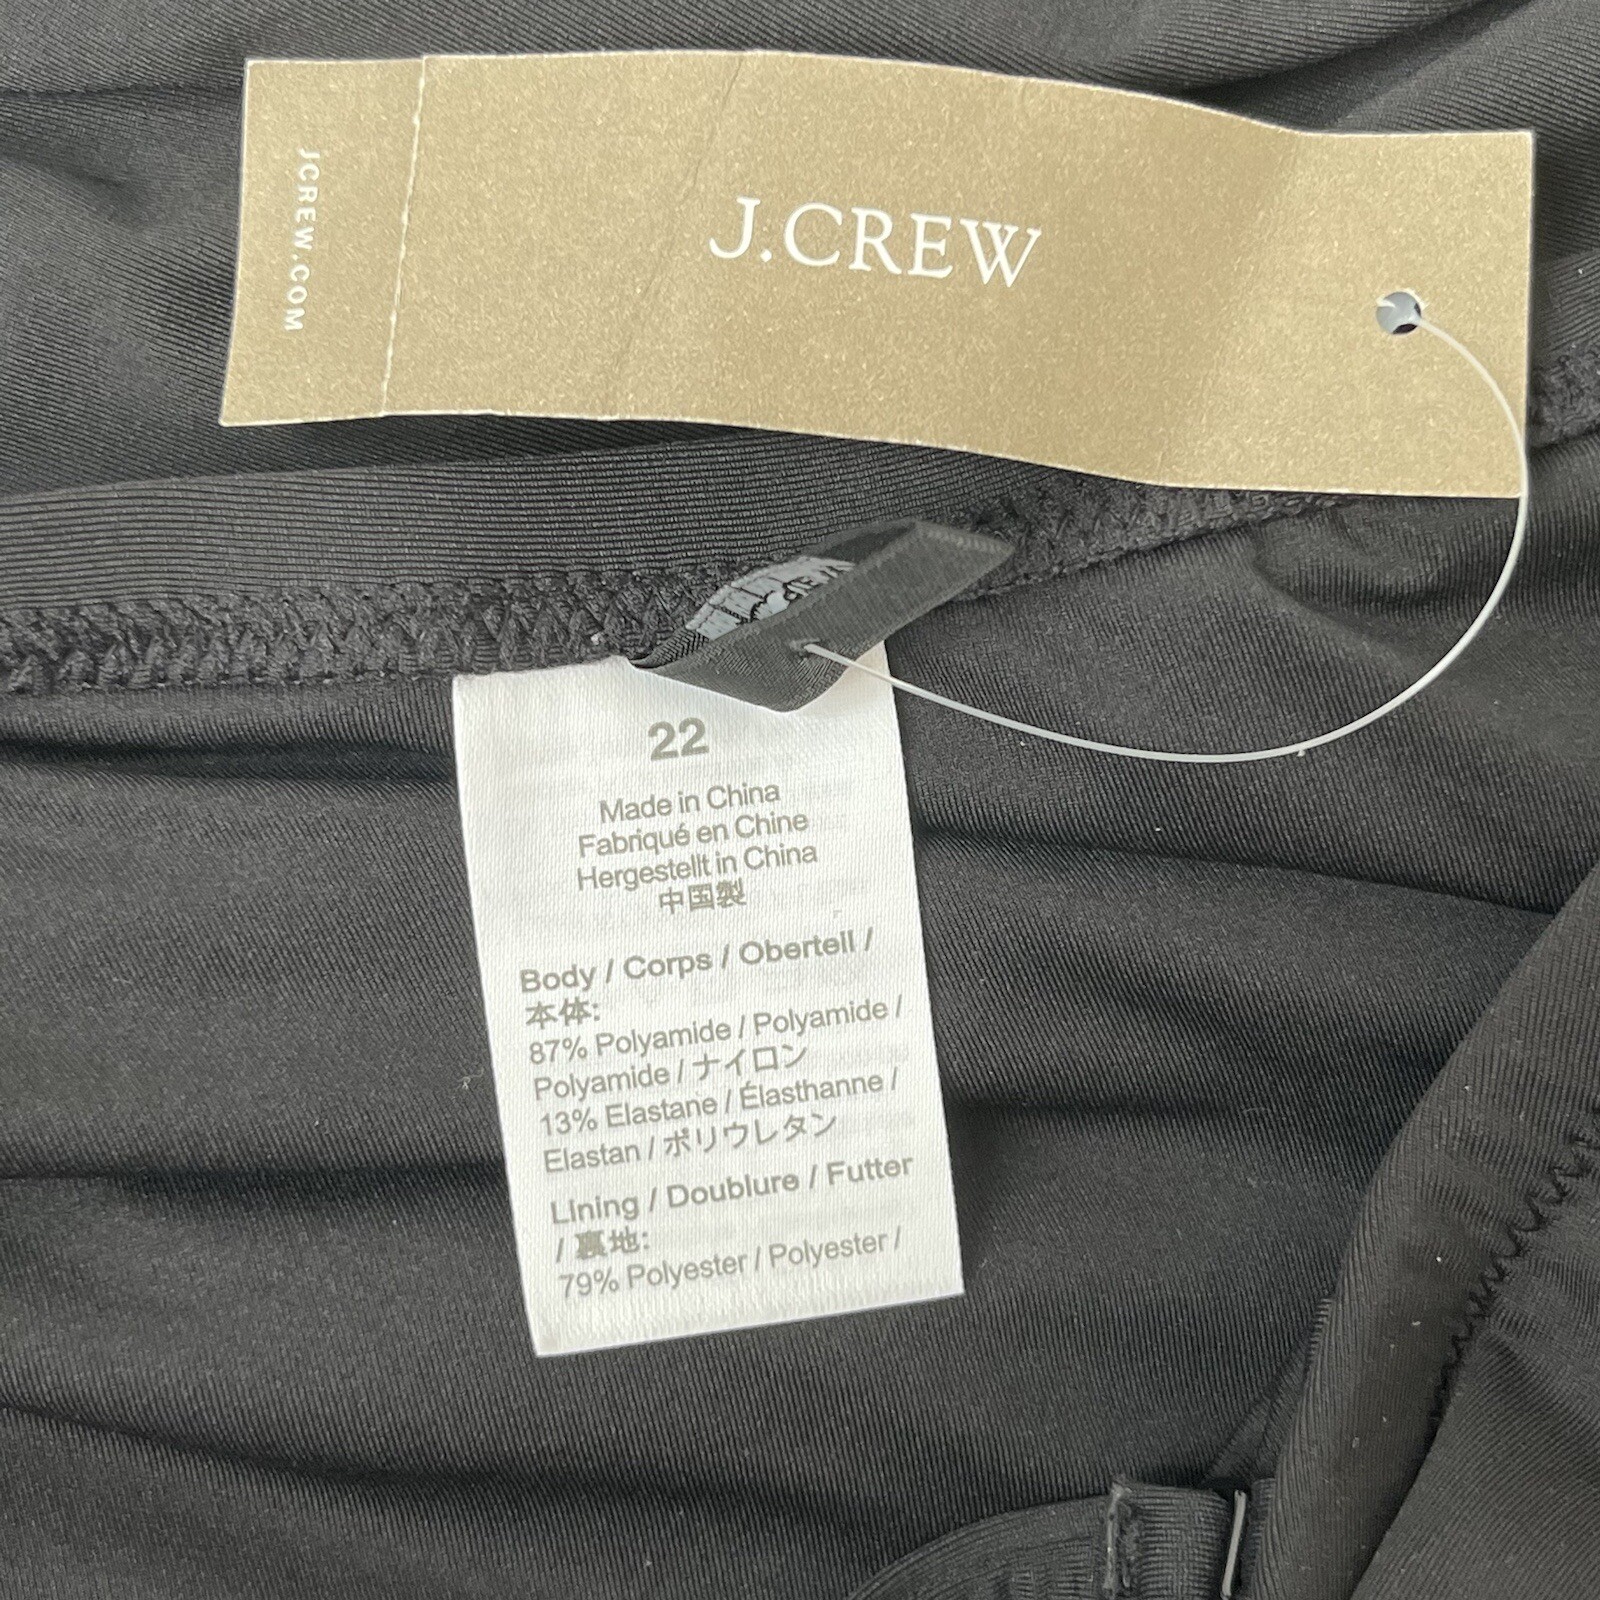 JCREW.COM
J.CREW
22
Made in China
Fabriqué en Chine
Hergestellt in China
中国製
Body / Corps / Oberteil /
本体:
87% Polyamide / Polyamide /
Polyamide / ナイロン
13% Elastane / Élasthanne /
Elastan / ポリウレタン
Lining / Doublure / Futter
/ 裏地:
79% Polyester / Polyester /